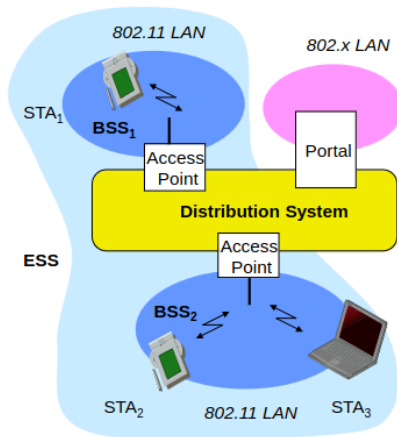 802.11 LAN
802.x LAN
STA₁
BSS₁
Access
Point
Portal
Distribution System
ESS
Access
Point
BSS₂
STA₂
802.11 LAN
STA₃